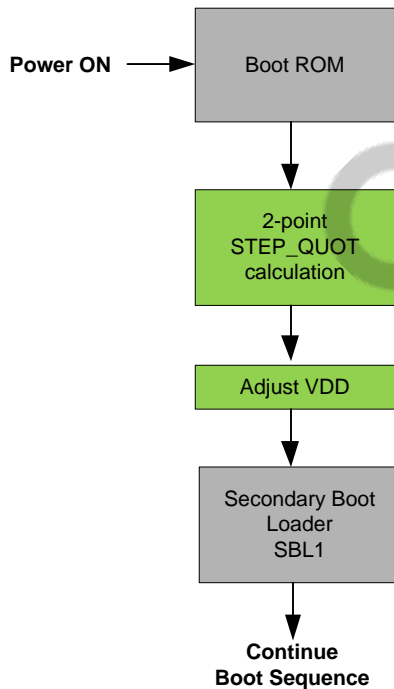 Power ON
Boot ROM
2-point
STEP_QUOT
calculation
Adjust VDD
Secondary Boot
Loader
SBL1
Continue
Boot Sequence